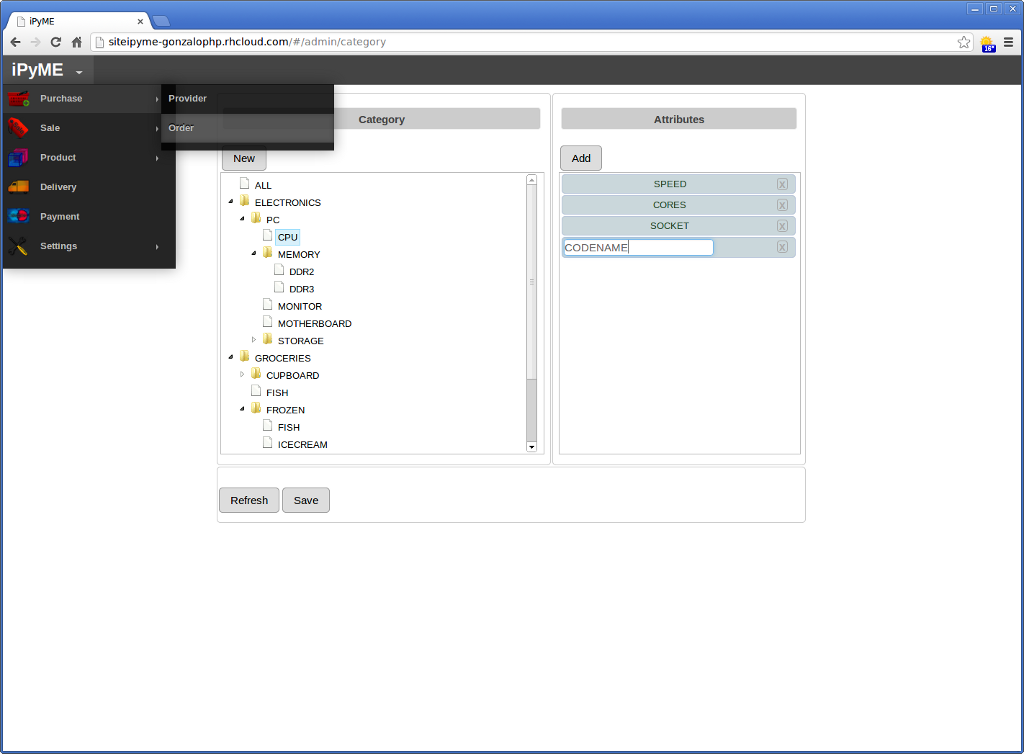 iPyME
siteipyme-gonzalophp.rhcloud.com/#/admin/category
16°
iPyME
Purchase
Provider
Order
Sale
Product
Delivery
Payment
Settings
Category
New
ALL
ELECTRONICS
PC
CPU
MEMORY
DDR2
DDR3
MONITOR
MOTHERBOARD
STORAGE
GROCERIES
CUPBOARD
FISH
FROZEN
FISH
ICECREAM
Attributes
Add
SPEED X
CORES X
SOCKET X
CODENAME X
Refresh Save